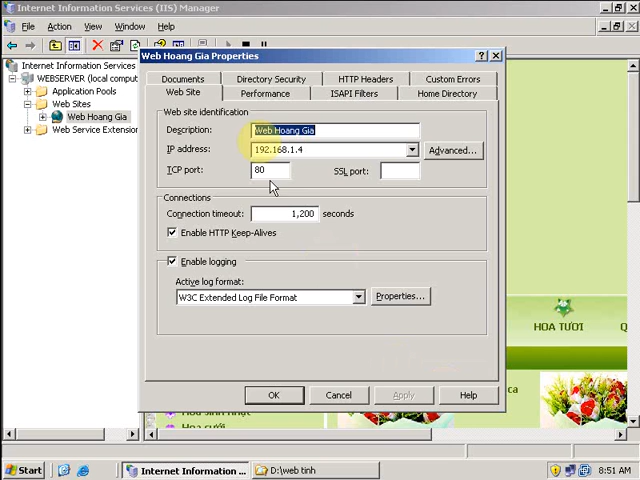 Internet Information Services (IIS) Manager
File Action View Window Help
Web Hoang Gia Properties
Internet Information Services
WEBSERVER (local comput
Application Pools
Web Sites
Web Hoang Gia
Web Service Extension
Documents Directory Security HTTP Headers Custom Errors
Web Site Performance ISAPI Filters Home Directory
Web site identification
Description: Web Hoang Gia
IP address: 192.168.1.4 Advanced...
TCP port: 80 SSL port:
Connections
Connection timeout: 1,200 seconds
Enable HTTP Keep-Alives
Enable logging
Active log format:
W3C Extended Log File Format Properties...
OK Cancel Apply Help
HOA TƯƠI
Hoa cưới
Start Internet Information ... D:\web tinh 8:51 AM